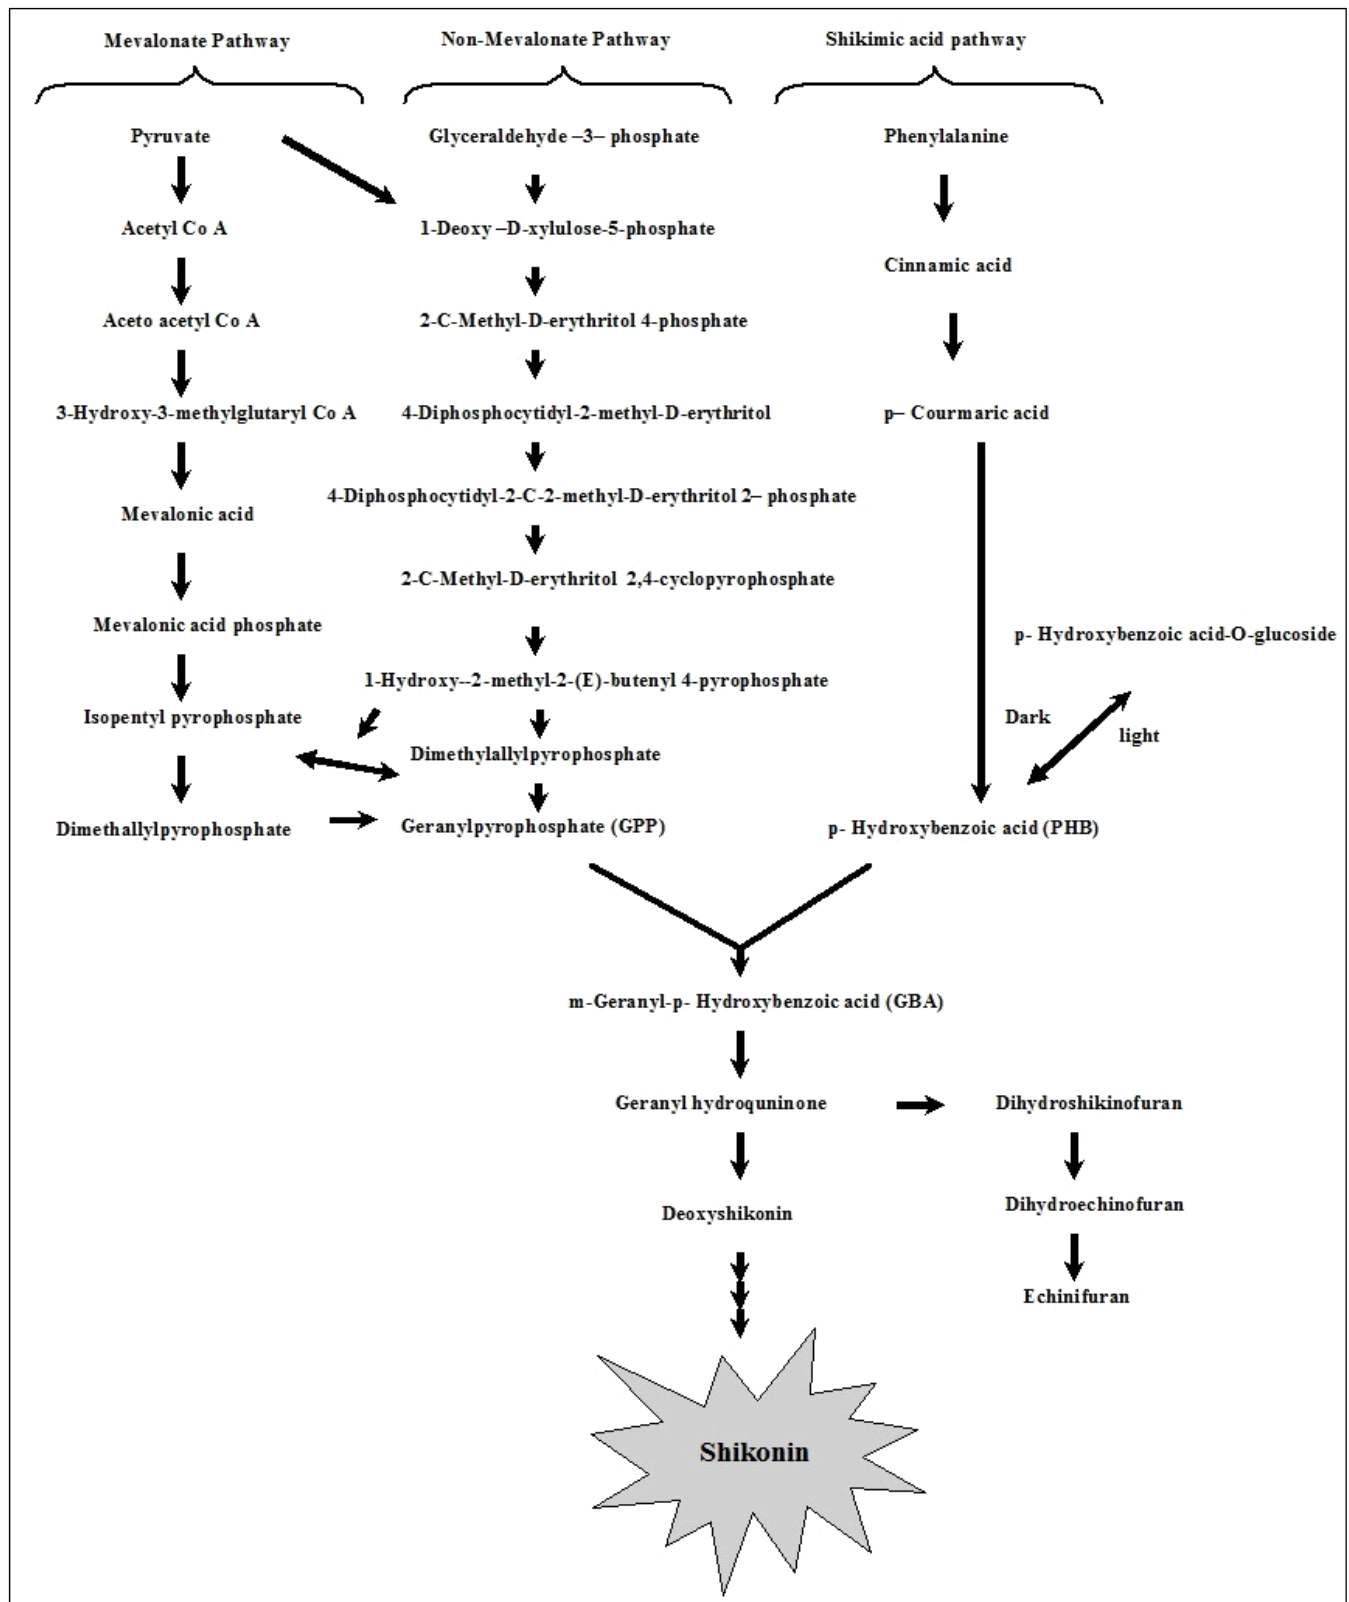 Mevalonate Pathway
Non-Mevalonate Pathway
Shikimic acid pathway
Pyruvate
Glyceraldehyde –3– phosphate
Phenylalanine
Acetyl Co A
1-Deoxy –D-xylulose-5-phosphate
Cinnamic acid
Aceto acetyl Co A
2-C-Methyl-D-erythritol 4-phosphate
3-Hydroxy-3-methylglutaryl Co A
4-Diphosphocytidyl-2-methyl-D-erythritol
p– Courmaric acid
4-Diphosphocytidyl-2-C-2-methyl-D-erythritol 2– phosphate
Mevalonic acid
2-C-Methyl-D-erythritol 2,4-cyclopyrophosphate
Mevalonic acid phosphate
p- Hydroxybenzoic acid-O-glucoside
1-Hydroxy--2-methyl-2-(E)-butenyl 4-pyrophosphate
Isopentyl pyrophosphate
Dark
light
Dimethylallylpyrophosphate
Dimethallylpyrophosphate
Geranylpyrophosphate (GPP)
p- Hydroxybenzoic acid (PHB)
m-Geranyl-p- Hydroxybenzoic acid (GBA)
Geranyl hydroquninone
Dihydroshikinofuran
Deoxyshikonin
Dihydroechinofuran
Echinifuran
Shikonin